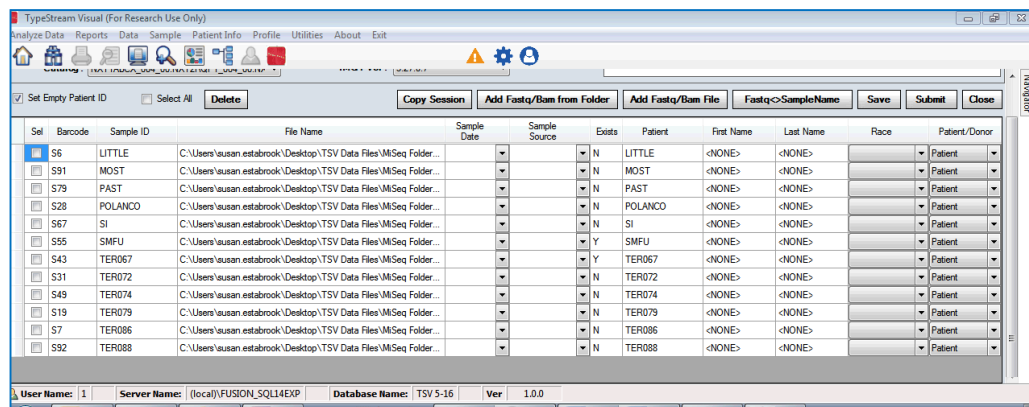 TypeStream Visual (For Research Use Only)
Analyze Data Reports Data Sample Patient Info Profile Utilities About Exit
Set Empty Patient ID Select All Delete Copy Session Add Fastq/Bam from Folder Add Fastq/Bam File Fastq<>SampleName Save Submit Close
Navigator
Sel Barcode Sample ID File Name Sample Date Sample Source Exists Patient First Name Last Name Race Patient/Donor
S6 LITTLE C:\Users\susan.estabrook\Desktop\TSV Data Files\MiSeq Folder... N LITTLE <NONE> <NONE> Patient
S91 MOST C:\Users\susan.estabrook\Desktop\TSV Data Files\MiSeq Folder... N MOST <NONE> <NONE> Patient
S79 PAST C:\Users\susan.estabrook\Desktop\TSV Data Files\MiSeq Folder... N PAST <NONE> <NONE> Patient
S28 POLANCO C:\Users\susan.estabrook\Desktop\TSV Data Files\MiSeq Folder... N POLANCO <NONE> <NONE> Patient
S67 SI C:\Users\susan.estabrook\Desktop\TSV Data Files\MiSeq Folder... N SI <NONE> <NONE> Patient
S55 SMFU C:\Users\susan.estabrook\Desktop\TSV Data Files\MiSeq Folder... Y SMFU <NONE> <NONE> Patient
S43 TER067 C:\Users\susan.estabrook\Desktop\TSV Data Files\MiSeq Folder... Y TER067 <NONE> <NONE> Patient
S31 TER072 C:\Users\susan.estabrook\Desktop\TSV Data Files\MiSeq Folder... N TER072 <NONE> <NONE> Patient
S49 TER074 C:\Users\susan.estabrook\Desktop\TSV Data Files\MiSeq Folder... N TER074 <NONE> <NONE> Patient
S19 TER079 C:\Users\susan.estabrook\Desktop\TSV Data Files\MiSeq Folder... N TER079 <NONE> <NONE> Patient
S7 TER086 C:\Users\susan.estabrook\Desktop\TSV Data Files\MiSeq Folder... N TER086 <NONE> <NONE> Patient
S92 TER088 C:\Users\susan.estabrook\Desktop\TSV Data Files\MiSeq Folder... N TER088 <NONE> <NONE> Patient
User Name: 1 Server Name: (local)\FUSION_SQL14EXP Database Name: TSV 5-16 Ver 1.0.0